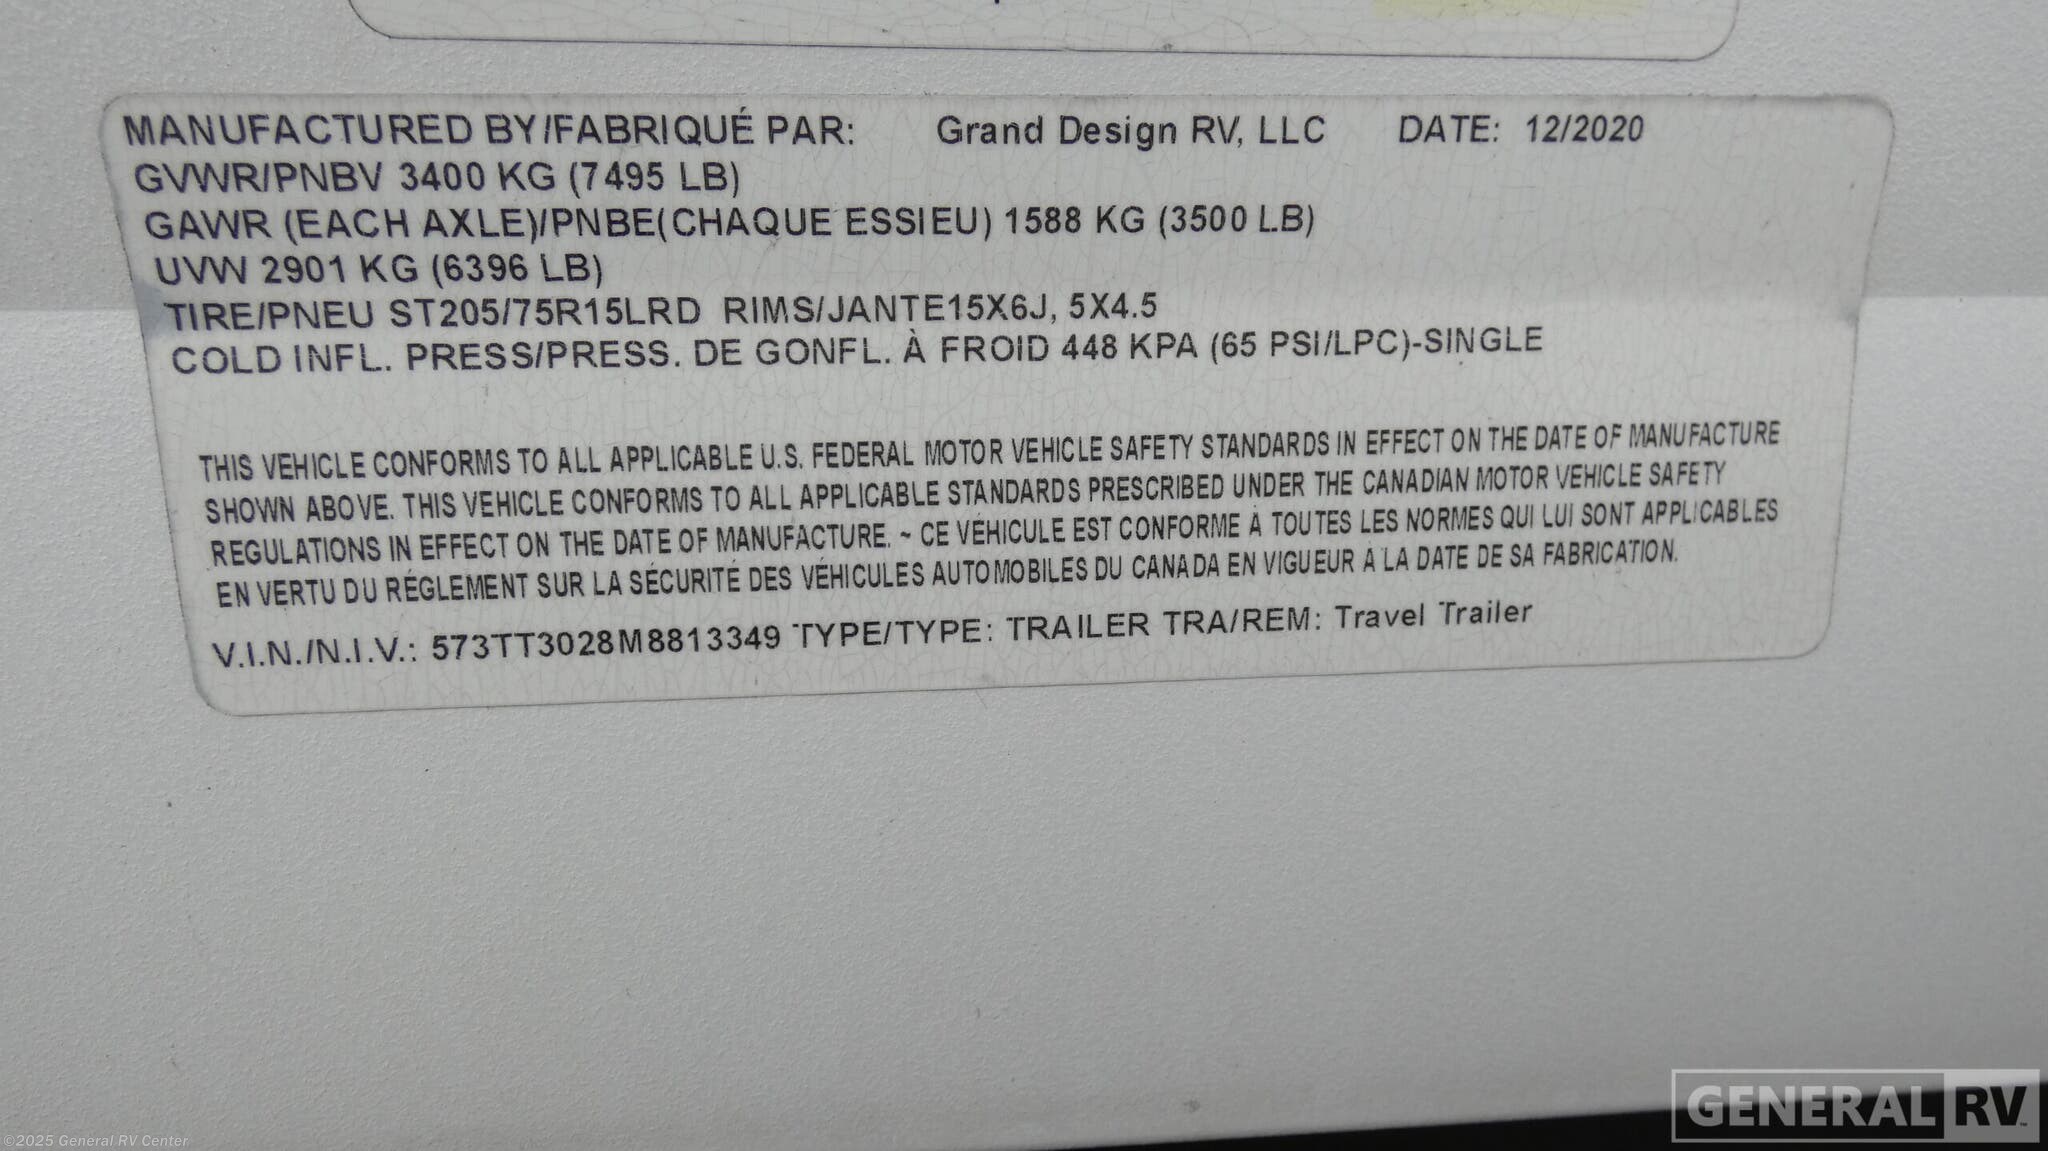 MANUFACTURED BY/FABRIQUÉ PAR: Grand Design RV, LLC DATE: 12/2020
GVWR/PNBV 3400 KG (7495 LB)
GAWR (EACH AXLE)/PNBE(CHAQUE ESSIEU) 1588 KG (3500 LB)
UVW 2901 KG (6396 LB)
TIRE/PNEU ST205/75R15LRD RIMS/JANTE15X6J, 5X4.5
COLD INFL. PRESS/PRESS. DE GONFL. À FROID 448 KPA (65 PSI/LPC)-SINGLE
THIS VEHICLE CONFORMS TO ALL APPLICABLE U.S. FEDERAL MOTOR VEHICLE SAFETY STANDARDS IN EFFECT ON THE DATE OF MANUFACTURE
SHOWN ABOVE. THIS VEHICLE CONFORMS TO ALL APPLICABLE STANDARDS PRESCRIBED UNDER THE CANADIAN MOTOR VEHICLE SAFETY
REGULATIONS IN EFFECT ON THE DATE OF MANUFACTURE. ~ CE VÉHICULE EST CONFORME À TOUTES LES NORMES QUI LUI SONT APPLICABLES
EN VERTU DU RÉGLEMENT SUR LA SÉCURITÉ DES VÉHICULES AUTOMOBILES DU CANADA EN VIGUEUR À LA DATE DE SA FABRICATION.
V.I.N./N.I.V.: 573TT3028M8813349 TYPE/TYPE: TRAILER TRA/REM: Travel Trailer
GENERAL RV™
©2025 General RV Center